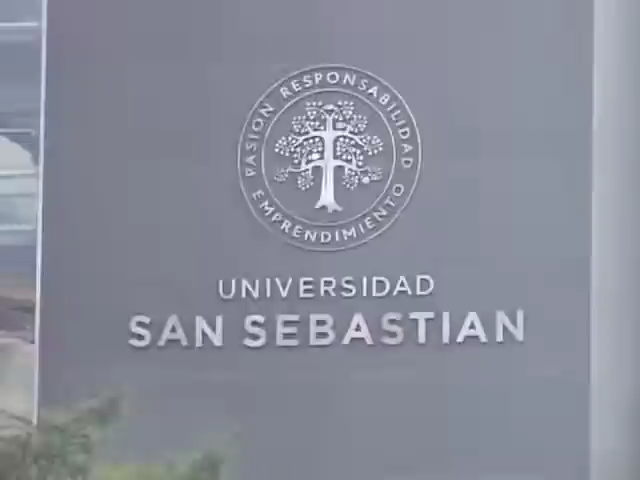 PASION RESPONSABILIDAD
EMPRENDIMIENTO
UNIVERSIDAD
SAN SEBASTIAN